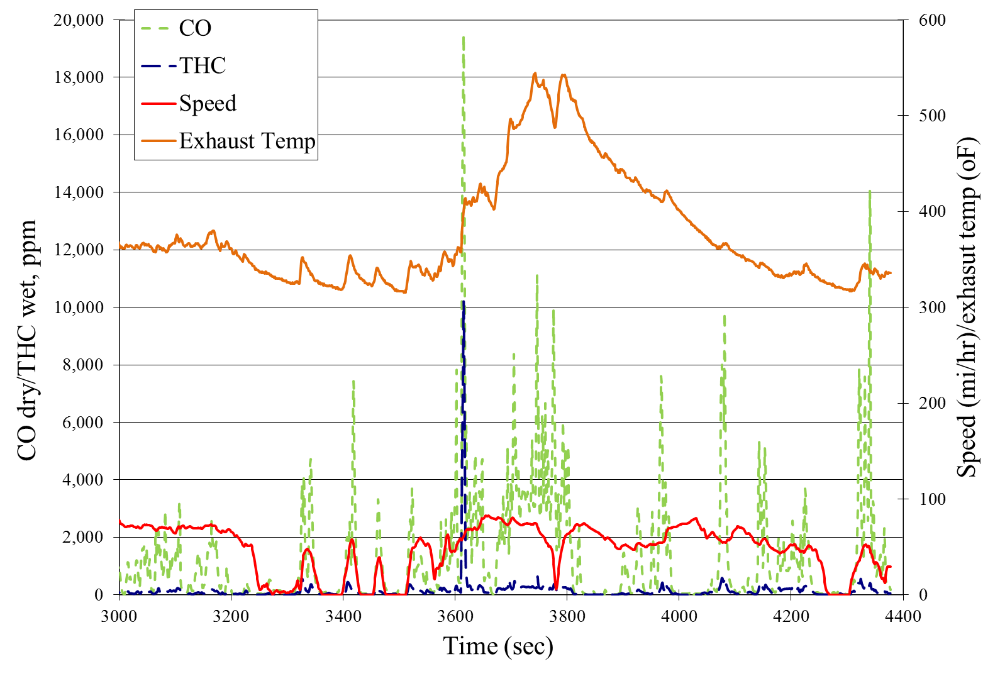 CO
THC
Speed
Exhaust Temp
20,000
18,000
16,000
14,000
12,000
10,000
8,000
6,000
4,000
2,000
0
CO dry/THC wet, ppm
600
500
400
300
200
100
0
Speed (mi/hr)/exhasut temp (oF)
3000 3200 3400 3600 3800 4000 4200 4400
Time (sec)